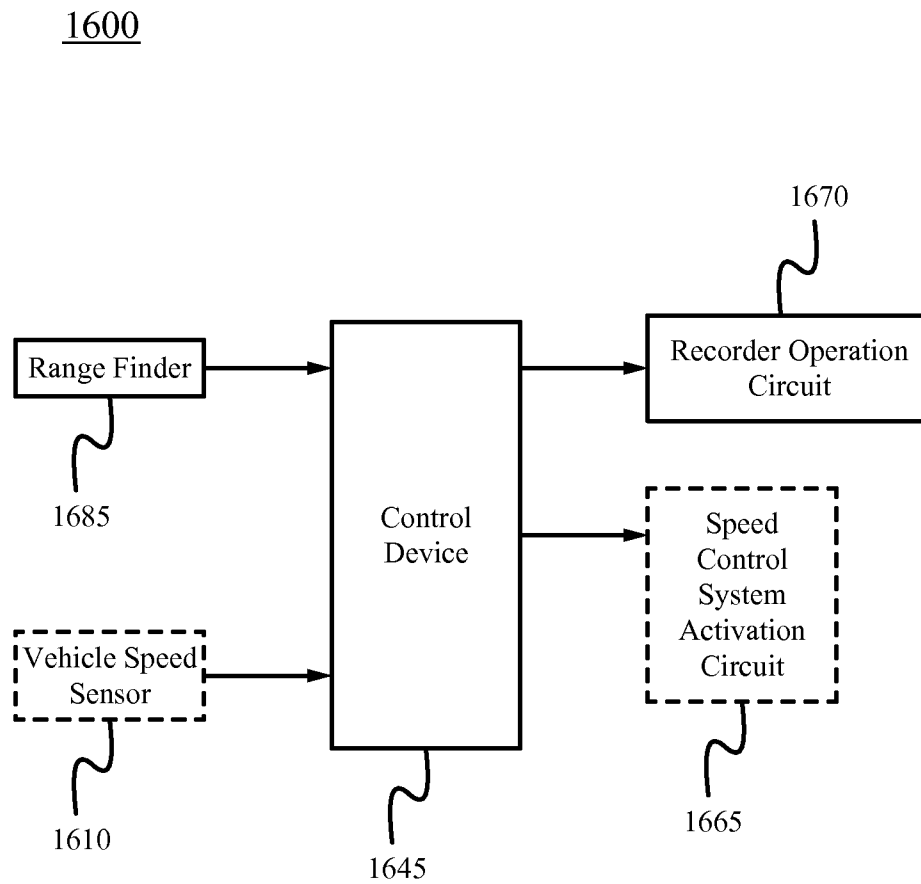 1600
1670
Range Finder
Recorder Operation
Circuit
1685
Control
Device
Speed
Control
System
Activation
Circuit
Vehicle Speed
Sensor
1610
1645
1665